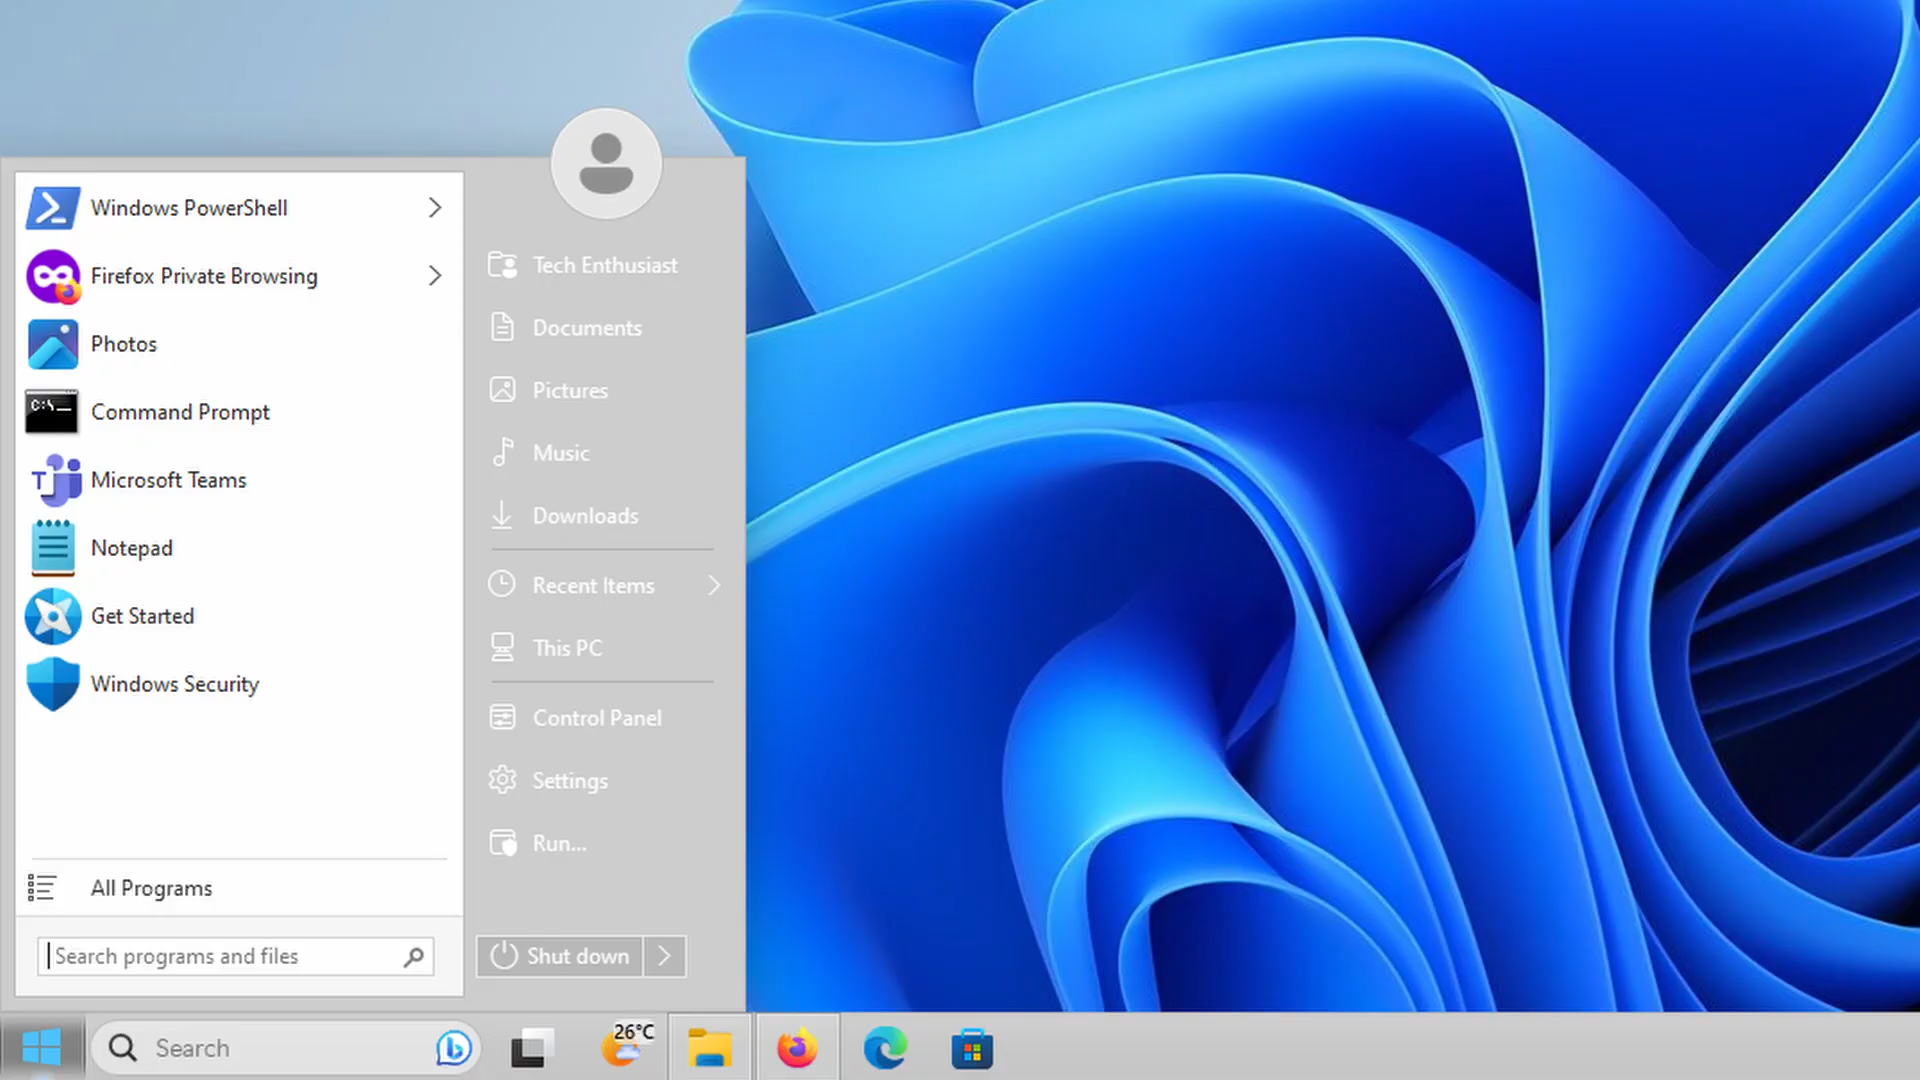 Windows PowerShell
Firefox Private Browsing
Photos
C:\_
Command Prompt
T
Microsoft Teams
Notepad
Get Started
Windows Security
All Programs
Search programs and files
Tech Enthusiast
Documents
Pictures
Music
Downloads
Recent Items
This PC
Control Panel
Settings
Run...
Shut down
Search
26°C